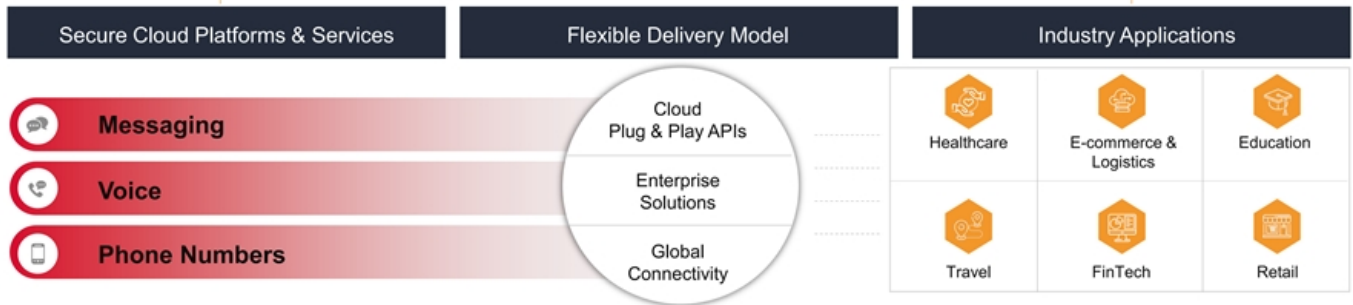 Secure Cloud Platforms & Services
Flexible Delivery Model
Industry Applications
Messaging
Voice
Phone Numbers
Cloud
Plug & Play APIs
Enterprise
Solutions
Global
Connectivity
Healthcare
E-commerce &
Logistics
Education
Travel
FinTech
Retail